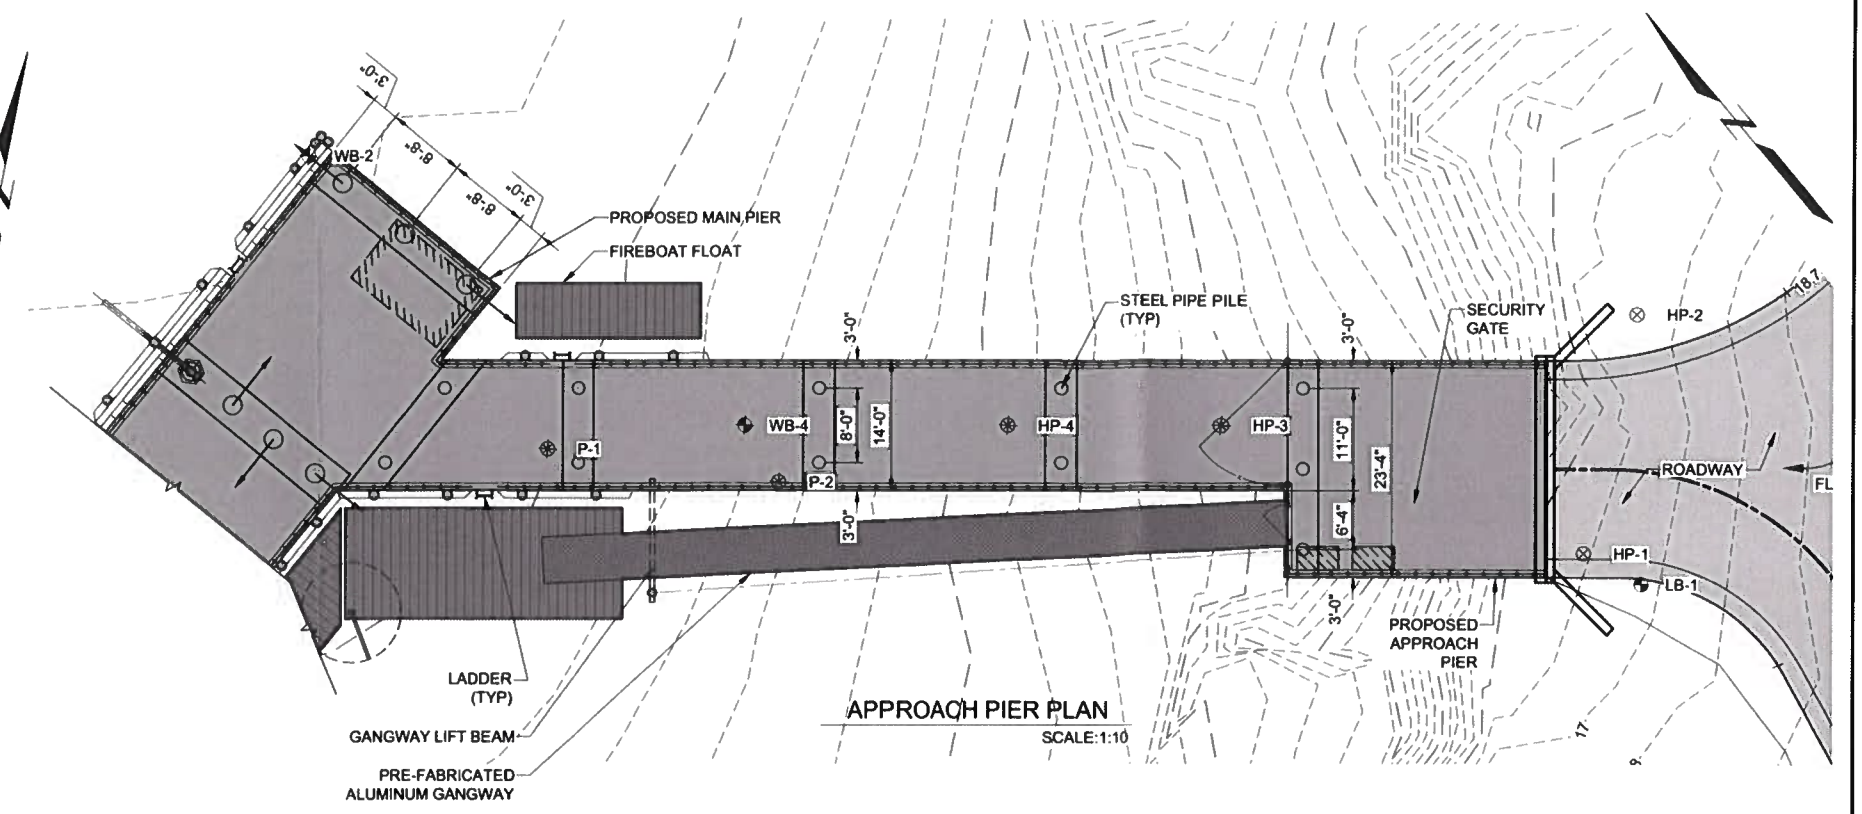 3'-0"
8'-8"
8'-8"
3'-0"
WB-2
PROPOSED MAIN PIER
FIREBOAT FLOAT
STEEL PIPE PILE
(TYP)
SECURITY
GATE
HP-2
18.7
3'-0"
3'-0"
WB-4
8'-0"
14'-0"
HP-4
HP-3
11'-0"
23'-4"
P-1
P-2
ROADWAY
FL
3'-0"
6'-4"
HP-1
LB-1
3'-0"
PROPOSED
APPROACH
PIER
LADDER
(TYP)
GANGWAY LIFT BEAM
PRE-FABRICATED
ALUMINUM GANGWAY
APPROACH PIER PLAN
SCALE:1:10
17